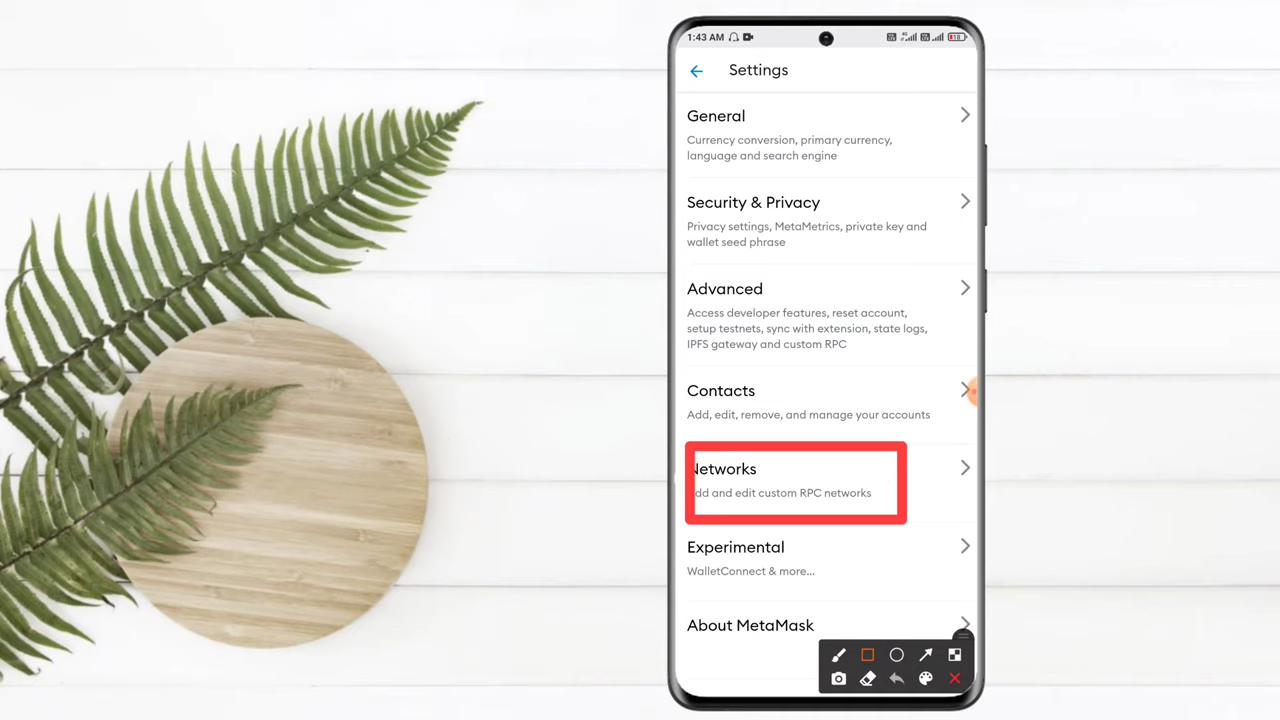 1:43 AM
18
Settings
General
Currency conversion, primary currency,
language and search engine
Security & Privacy
Privacy settings, MetaMetrics, private key and
wallet seed phrase
Advanced
Access developer features, reset account,
setup testnets, sync with extension, state logs,
IPFS gateway and custom RPC
Contacts
Add, edit, remove, and manage your accounts
Networks
Add and edit custom RPC networks
Experimental
WalletConnect & more...
About MetaMask